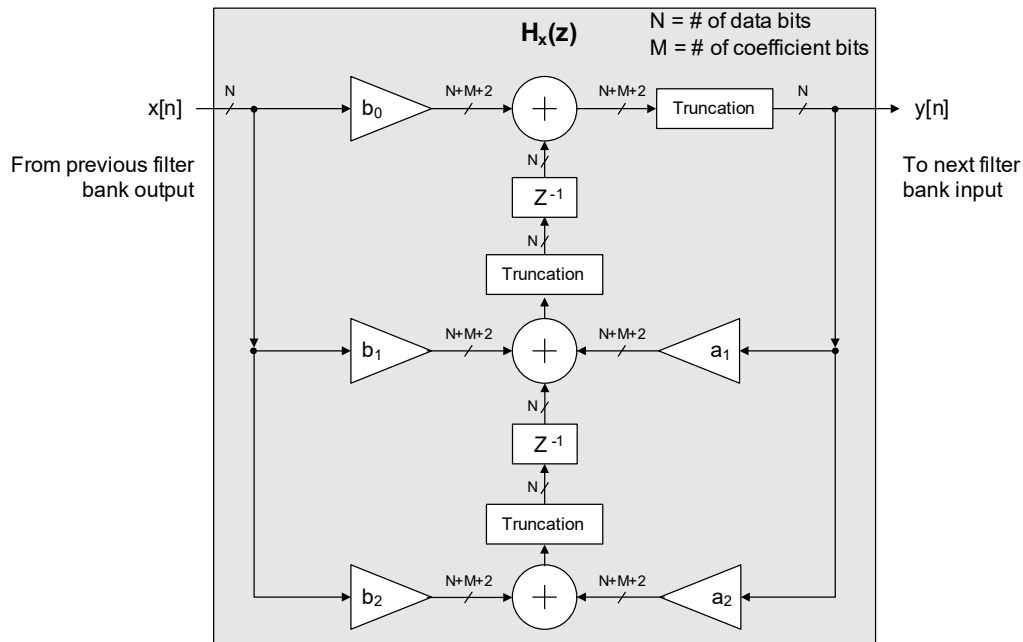 Hx(z)
N = # of data bits
M = # of coefficient bits
x[n]
N
b0
N+M+2
+
N+M+2
Truncation
N
y[n]
From previous filter
bank output
To next filter
bank input
N
Z-1
N
Truncation
b1
N+M+2
+
N+M+2
a1
N
Z-1
N
Truncation
b2
N+M+2
+
N+M+2
a2